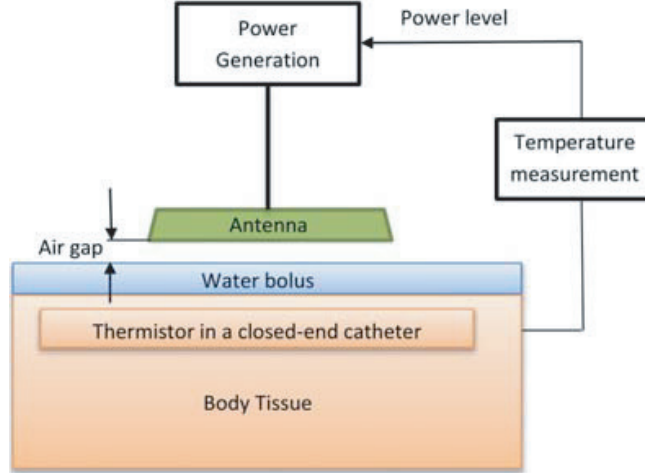 Power
Generation
Power level
Temperature
measurement
Antenna
Air gap
Water bolus
Thermistor in a closed-end catheter
Body Tissue